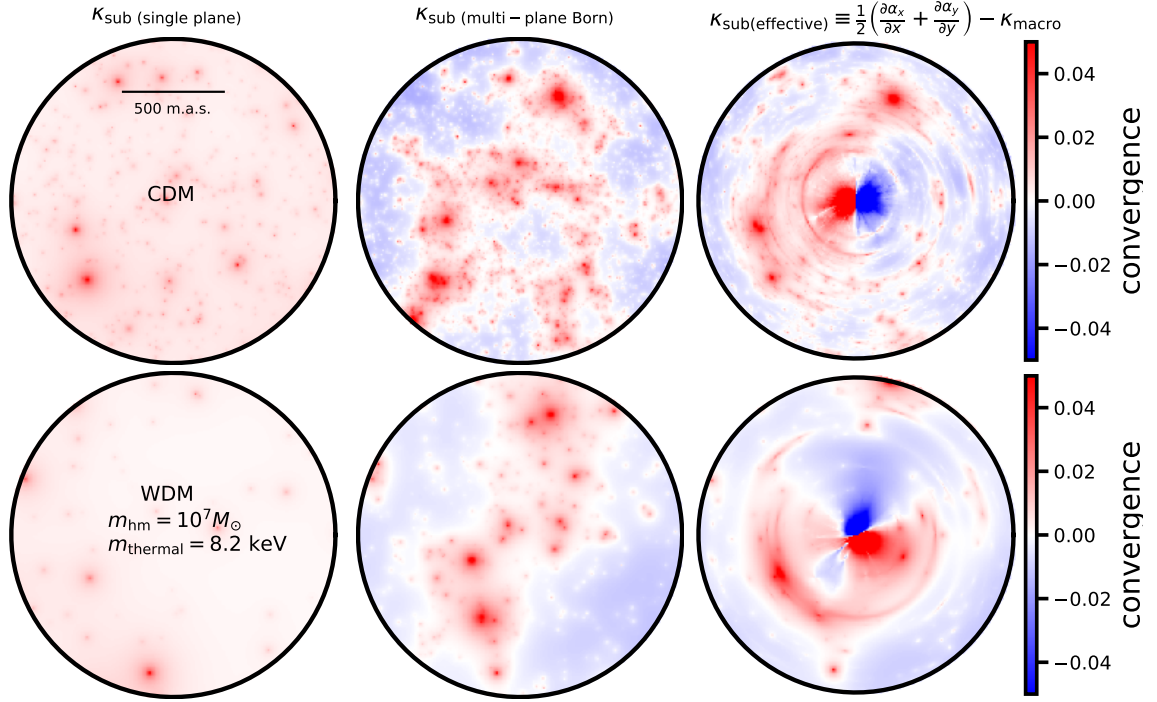 κsub (single plane) κsub (multi−plane Born) κsub(effective) ≡ 1/2(∂αx/∂x + ∂αy/∂y) − κmacro
500 m.a.s.
CDM
0.04
0.02
0.00
−0.02
−0.04
convergence
WDM
mhm = 10⁷M⊙
mthermal = 8.2 keV
0.04
0.02
0.00
−0.02
−0.04
convergence